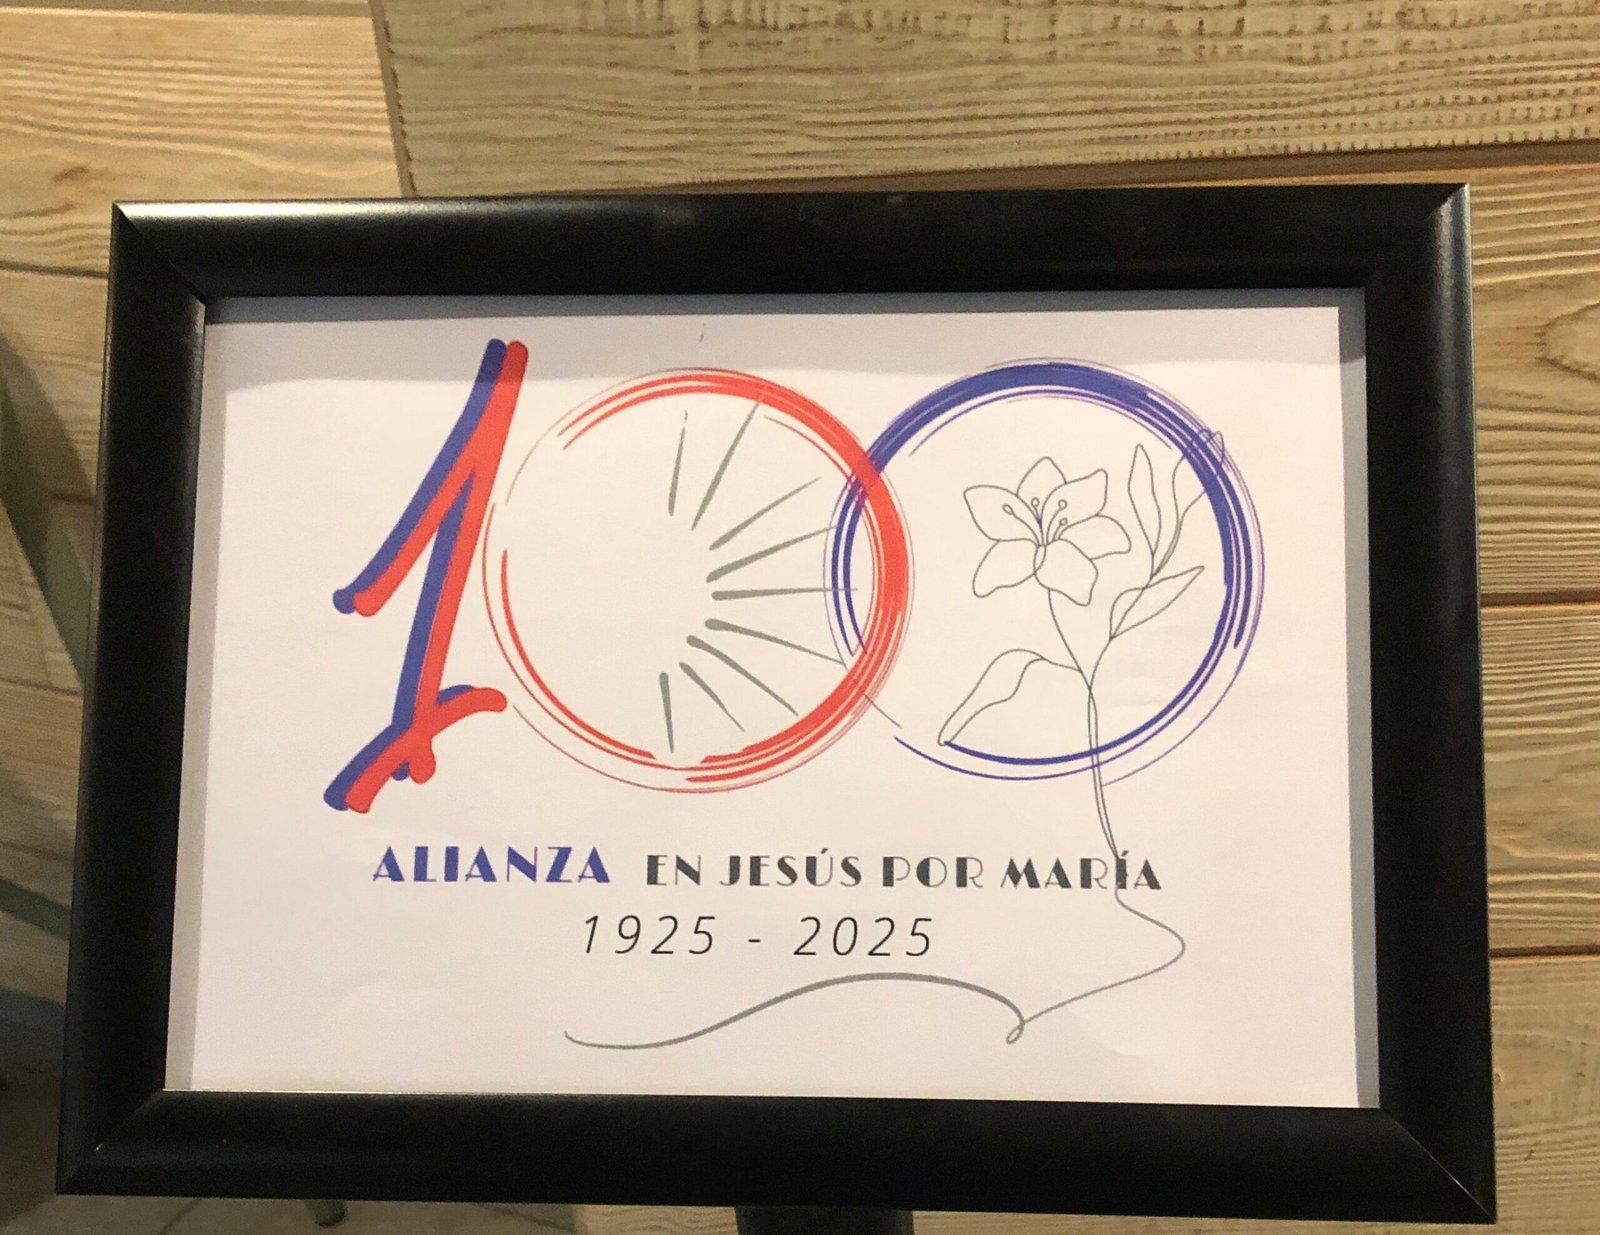 100
ALIANZA EN JESÚS POR MARÍA
1925 - 2025